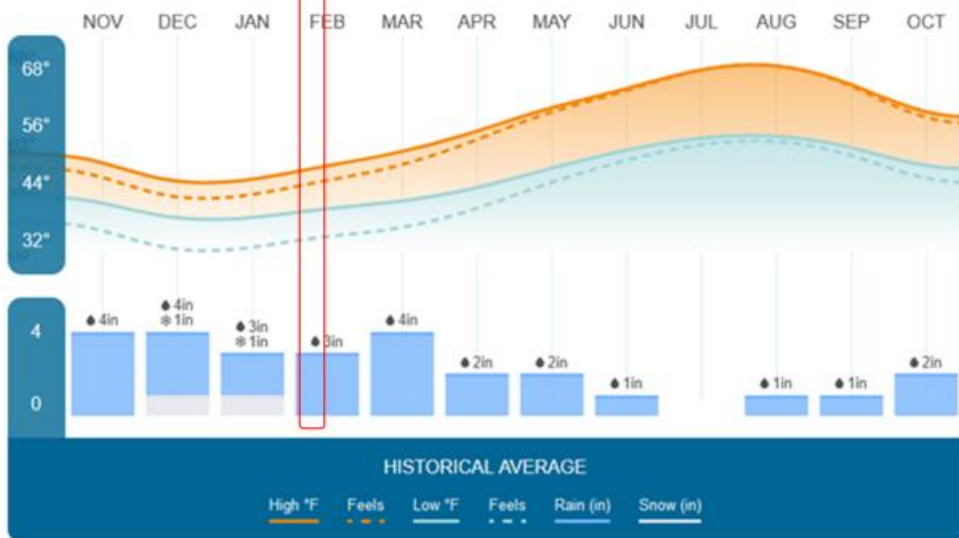 NOV DEC JAN FEB MAR APR MAY JUN JUL AUG SEP OCT
68°
56°
44°
32°
4in 4in 1in 3in 1in 3in 4in 2in 2in 1in 1in 1in 2in
4
0
HISTORICAL AVERAGE
High °F Feels Low °F Feels Rain (in) Snow (in)